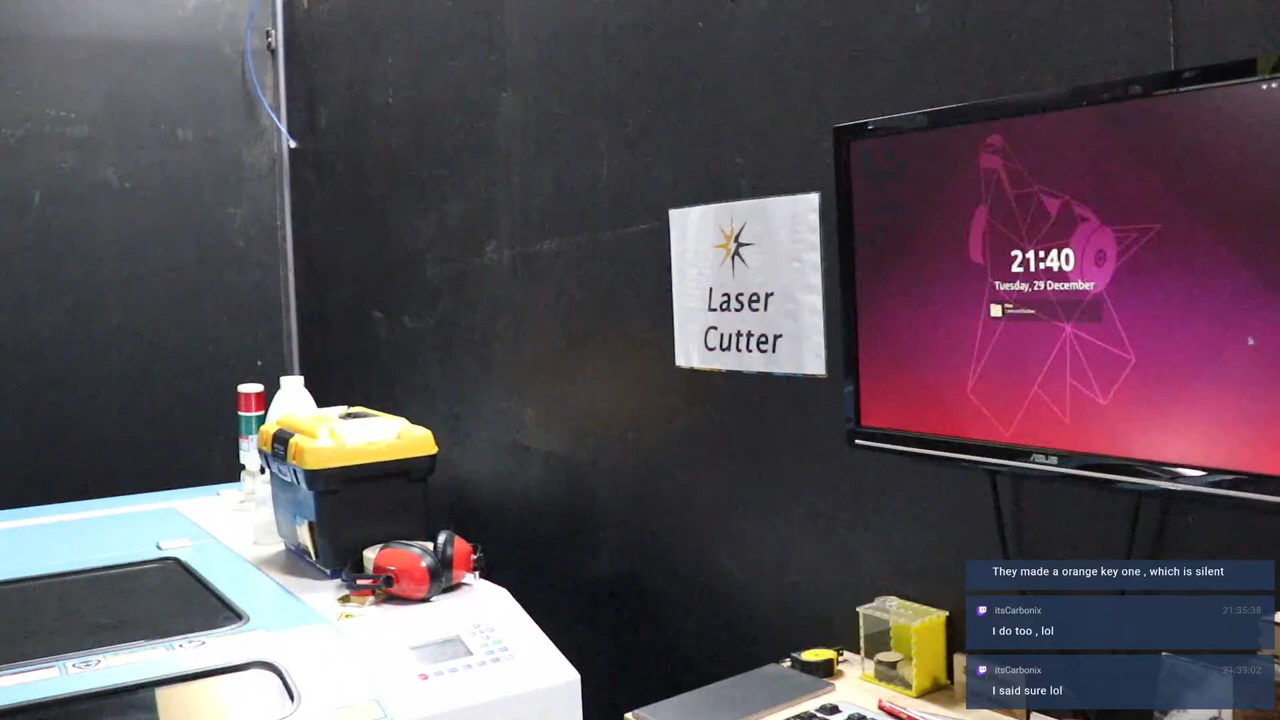 Laser
Cutter
21:40
Tuesday, 29 December
ASUS
They made a orange key one , which is silent
itsCarbonix
21:35:38
I do too , lol
itsCarbonix
21:39:02
I said sure lol